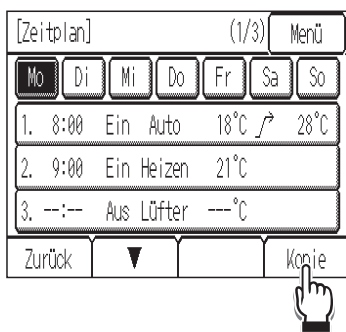 [Zeitplan] (1/3) Menü
Mo Di Mi Do Fr Sa So
1. 8:00 Ein Auto 18°C 28°C
2. 9:00 Ein Heizen 21°C
3. --:-- Aus Lüfter ---°C
Zurück ▼ Kopie